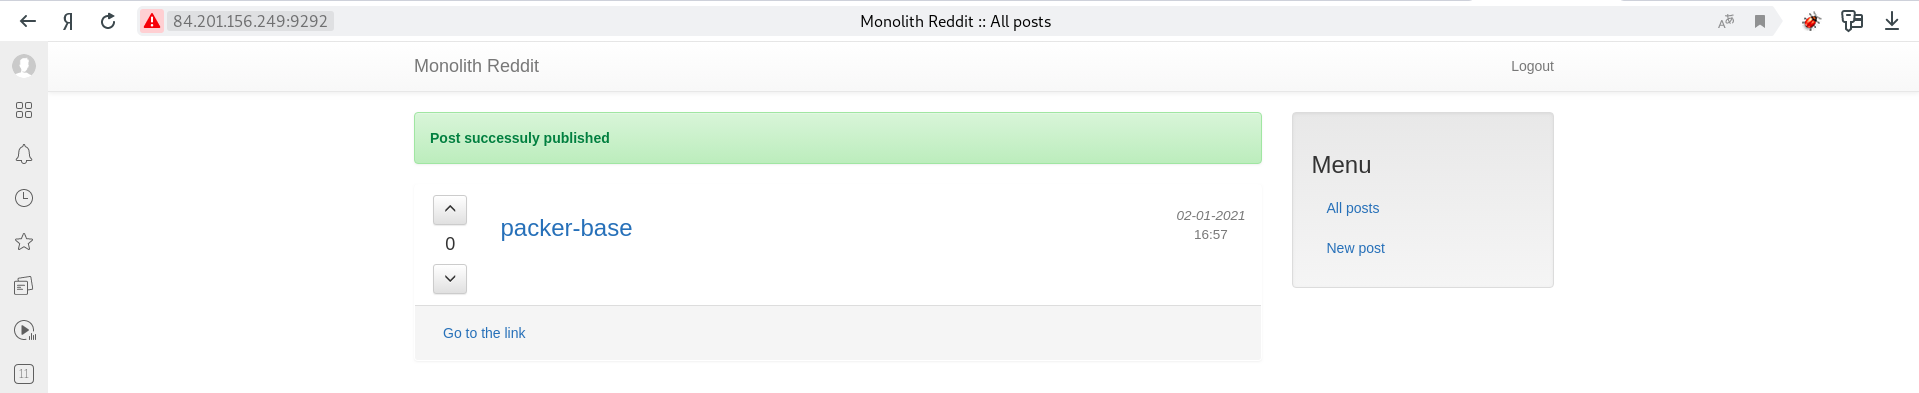 84.201.156.249:9292
Monolith Reddit :: All posts
Monolith Reddit
Logout
Post successuly published
0
packer-base
02-01-2021
16:57
Go to the link
Menu
All posts
New post
11